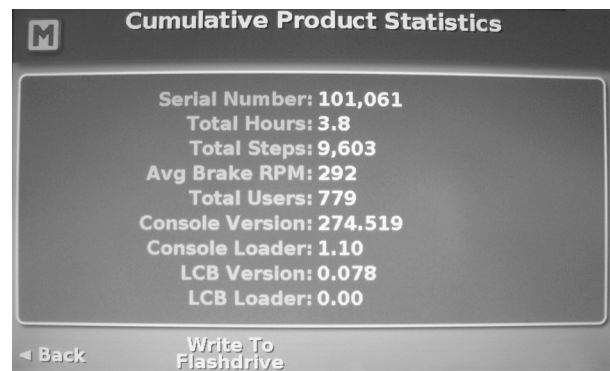 M
Cumulative Product Statistics
Serial Number: 101,061
Total Hours: 3.8
Total Steps: 9,603
Avg Brake RPM: 292
Total Users: 779
Console Version: 274.519
Console Loader: 1.10
LCB Version: 0.078
LCB Loader: 0.00
◄ Back
Write To
Flashdrive